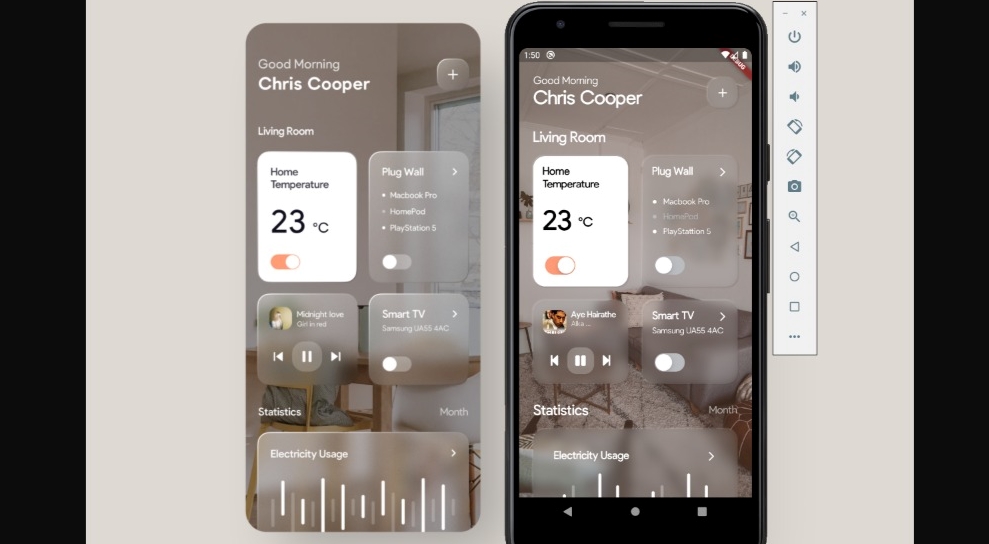 Good Morning
Chris Cooper
Living Room
Home
Temperature
23 °C
Plug Wall
Macbook Pro
HomePod
PlayStation 5
Midnight love
Girl in red
Smart TV
Samsung UA55 4AC
Statistics
Month
Electricity Usage
1:50
Good Morning
Chris Cooper
Living Room
Home
Temperature
23 °C
Plug Wall
Macbook Pro
HomePod
PlayStattion 5
Aye Hairathe
Alka ...
Smart TV
Samsung UA55 4AC
Statistics
Month
Electricity Usage